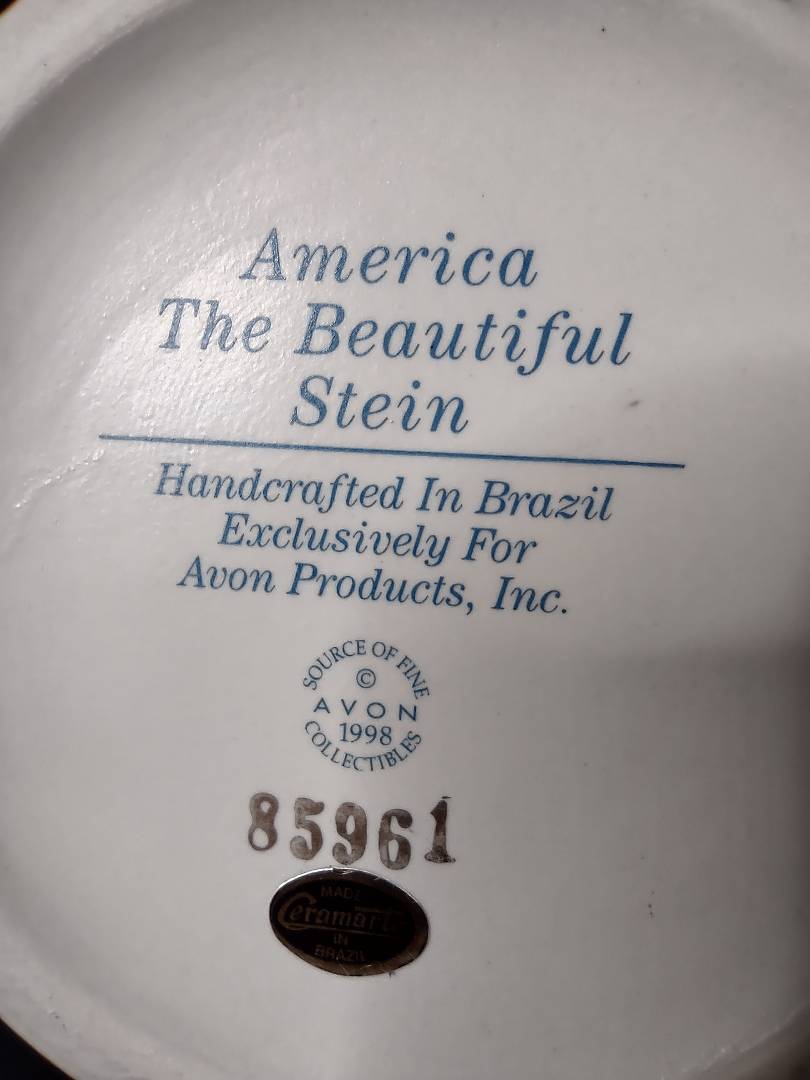 America
The Beautiful
Stein
Handcrafted In Brazil
Exclusively For
Avon Products, Inc.
SOURCE OF FINE
©
AVON
1998
COLLECTIBLES
85961
MADE
Ceramarte
IN
BRAZIL